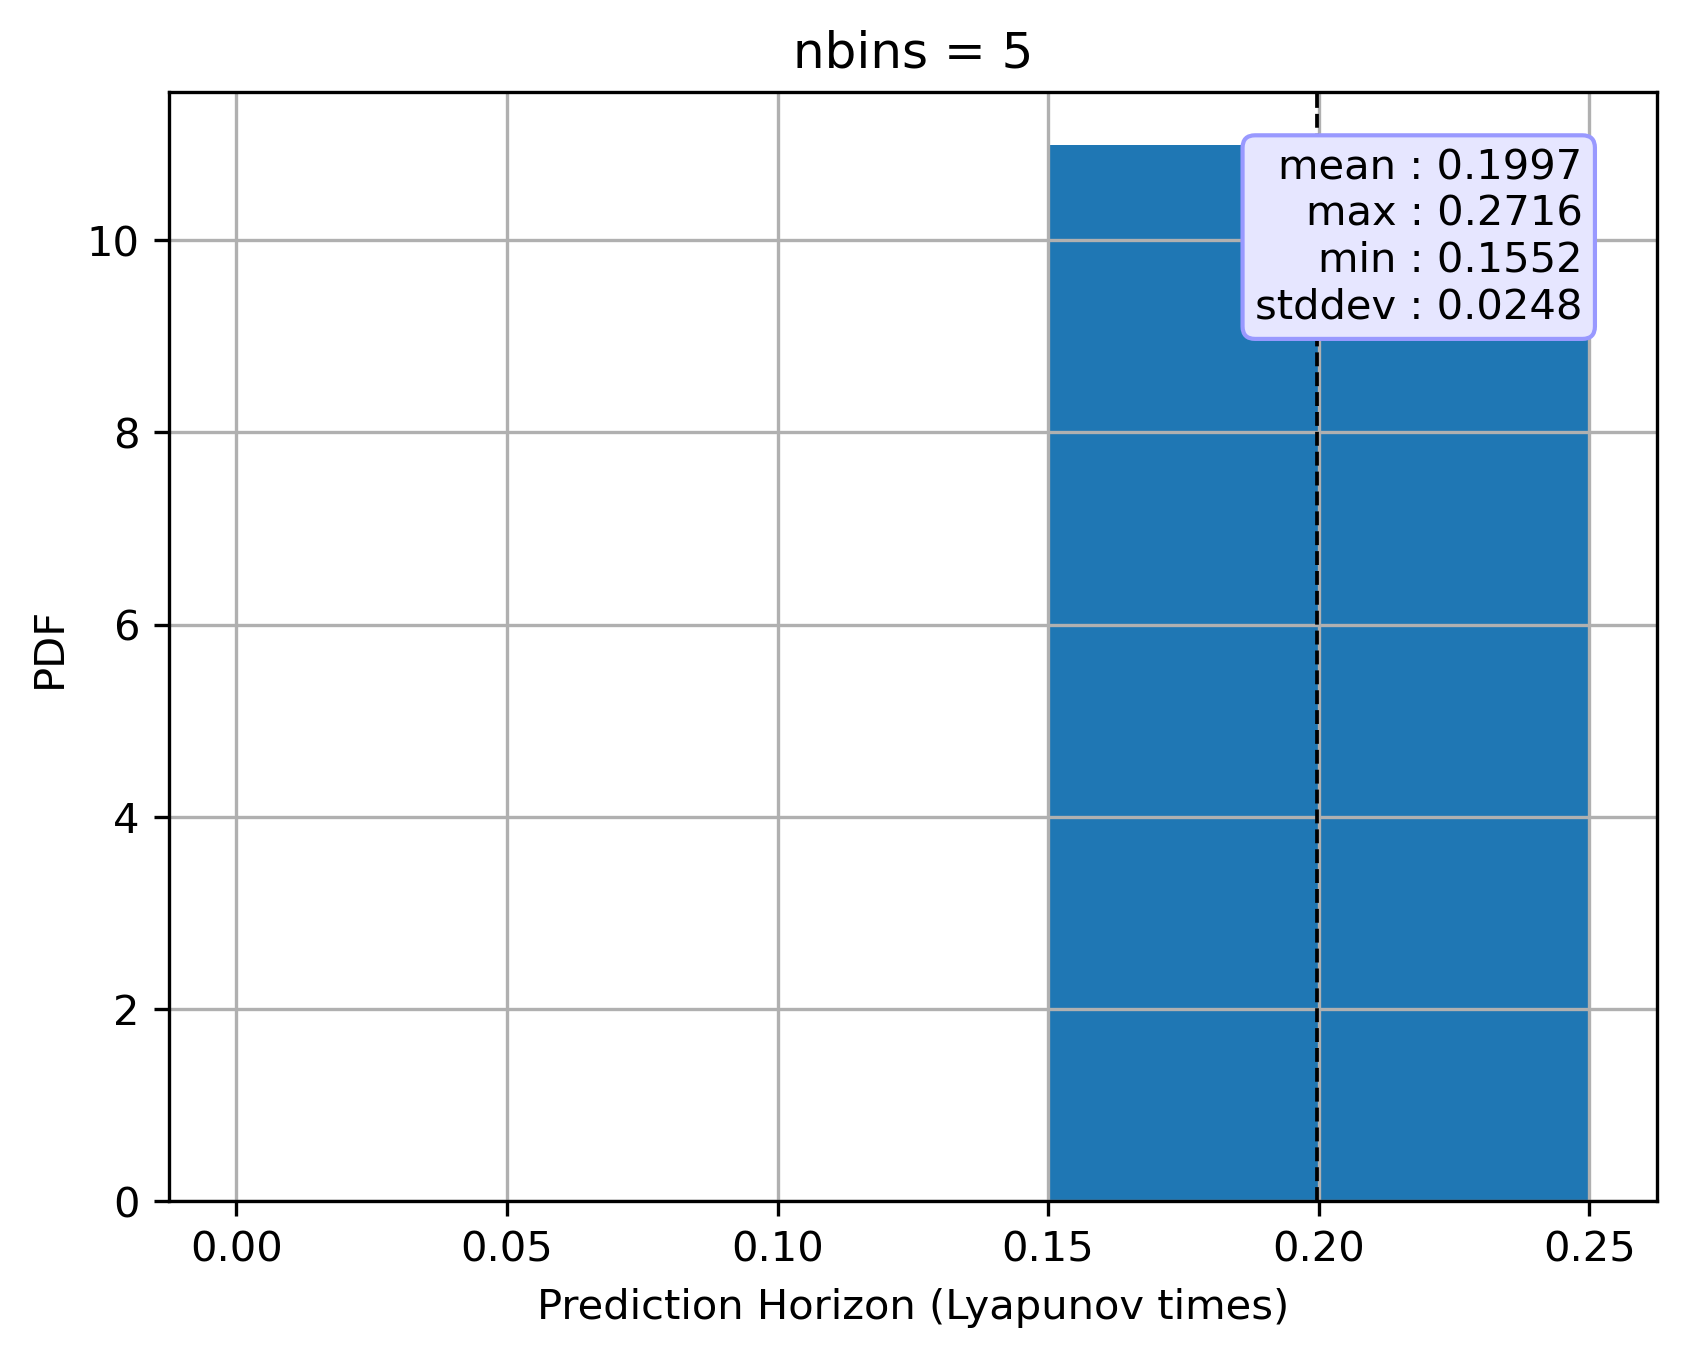 nbins = 5
mean : 0.1997
max : 0.2716
min : 0.1552
stddev : 0.0248
PDF
10
8
6
4
2
0
0.00 0.05 0.10 0.15 0.20 0.25
Prediction Horizon (Lyapunov times)